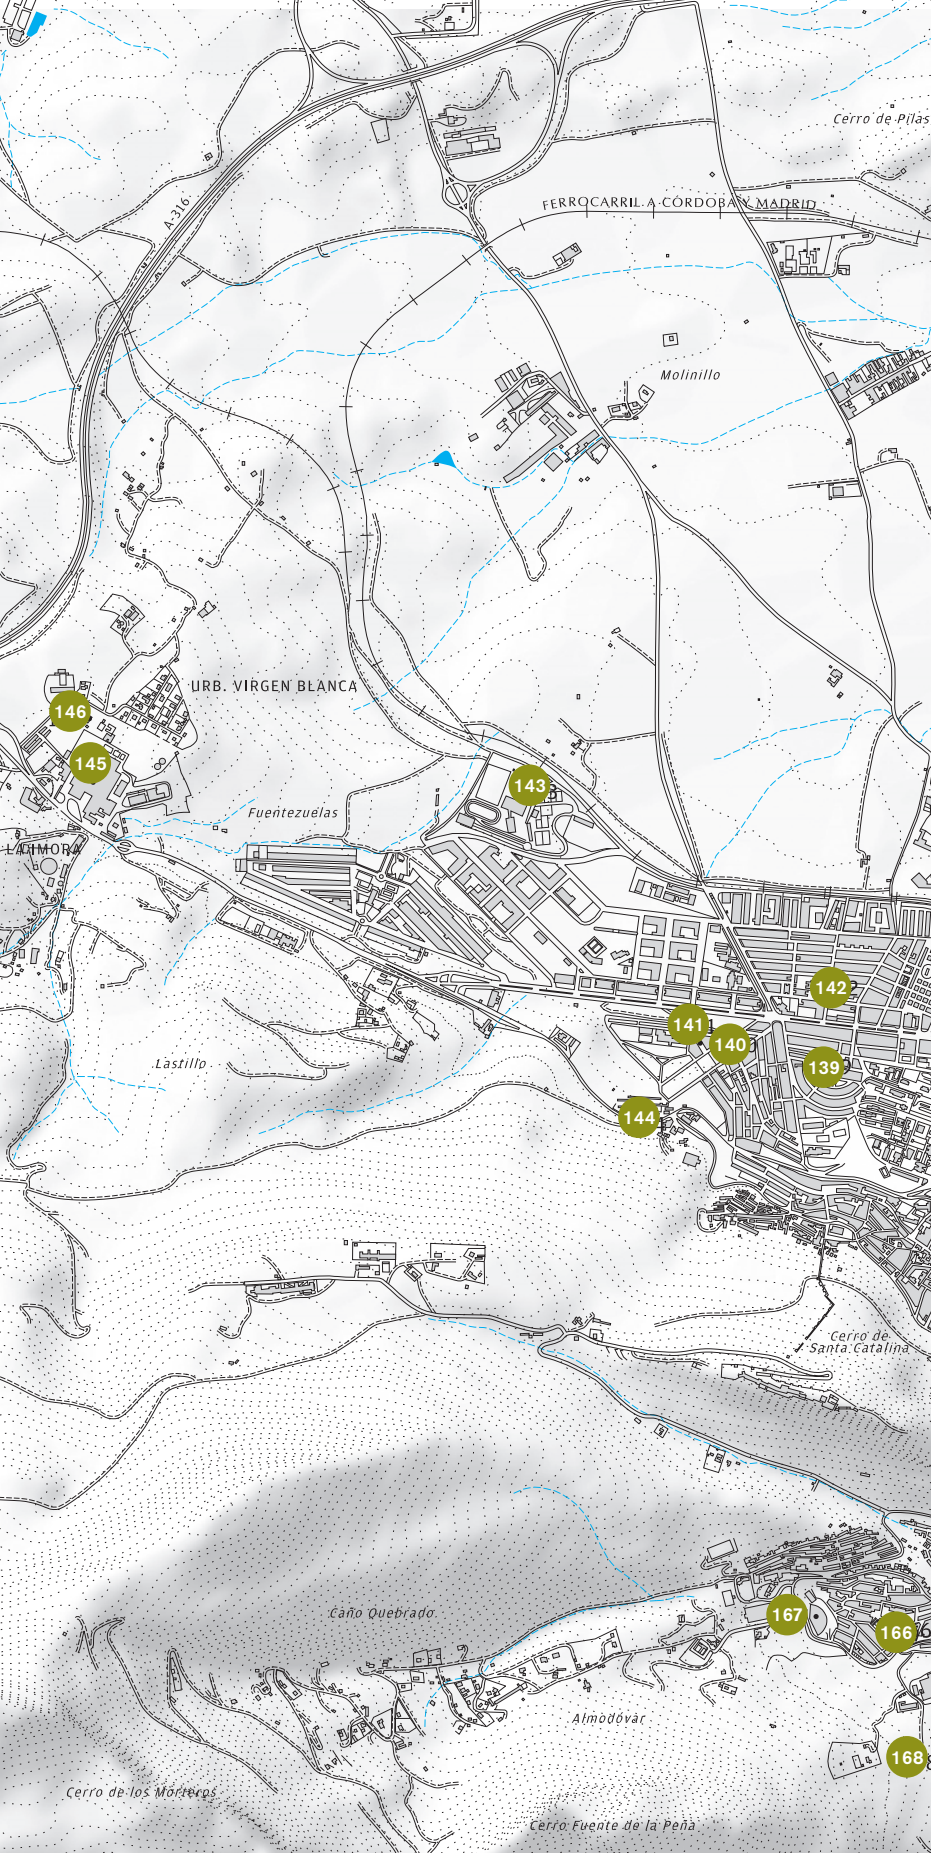 Cerro de Pilas
A-316
FERROCARRIL A CÓRDOBA Y MADRID
Molinillo
URB. VIRGEN BLANCA
146
145
143
Fuentezuelas
LA IMORA
142
141
140
139
Lastillo
144
Cerro de
Santa Catalina
Caño Quebrado
167
166
Almodóvar
168
Cerro de los Morteros
Cerro Fuente de la Peña